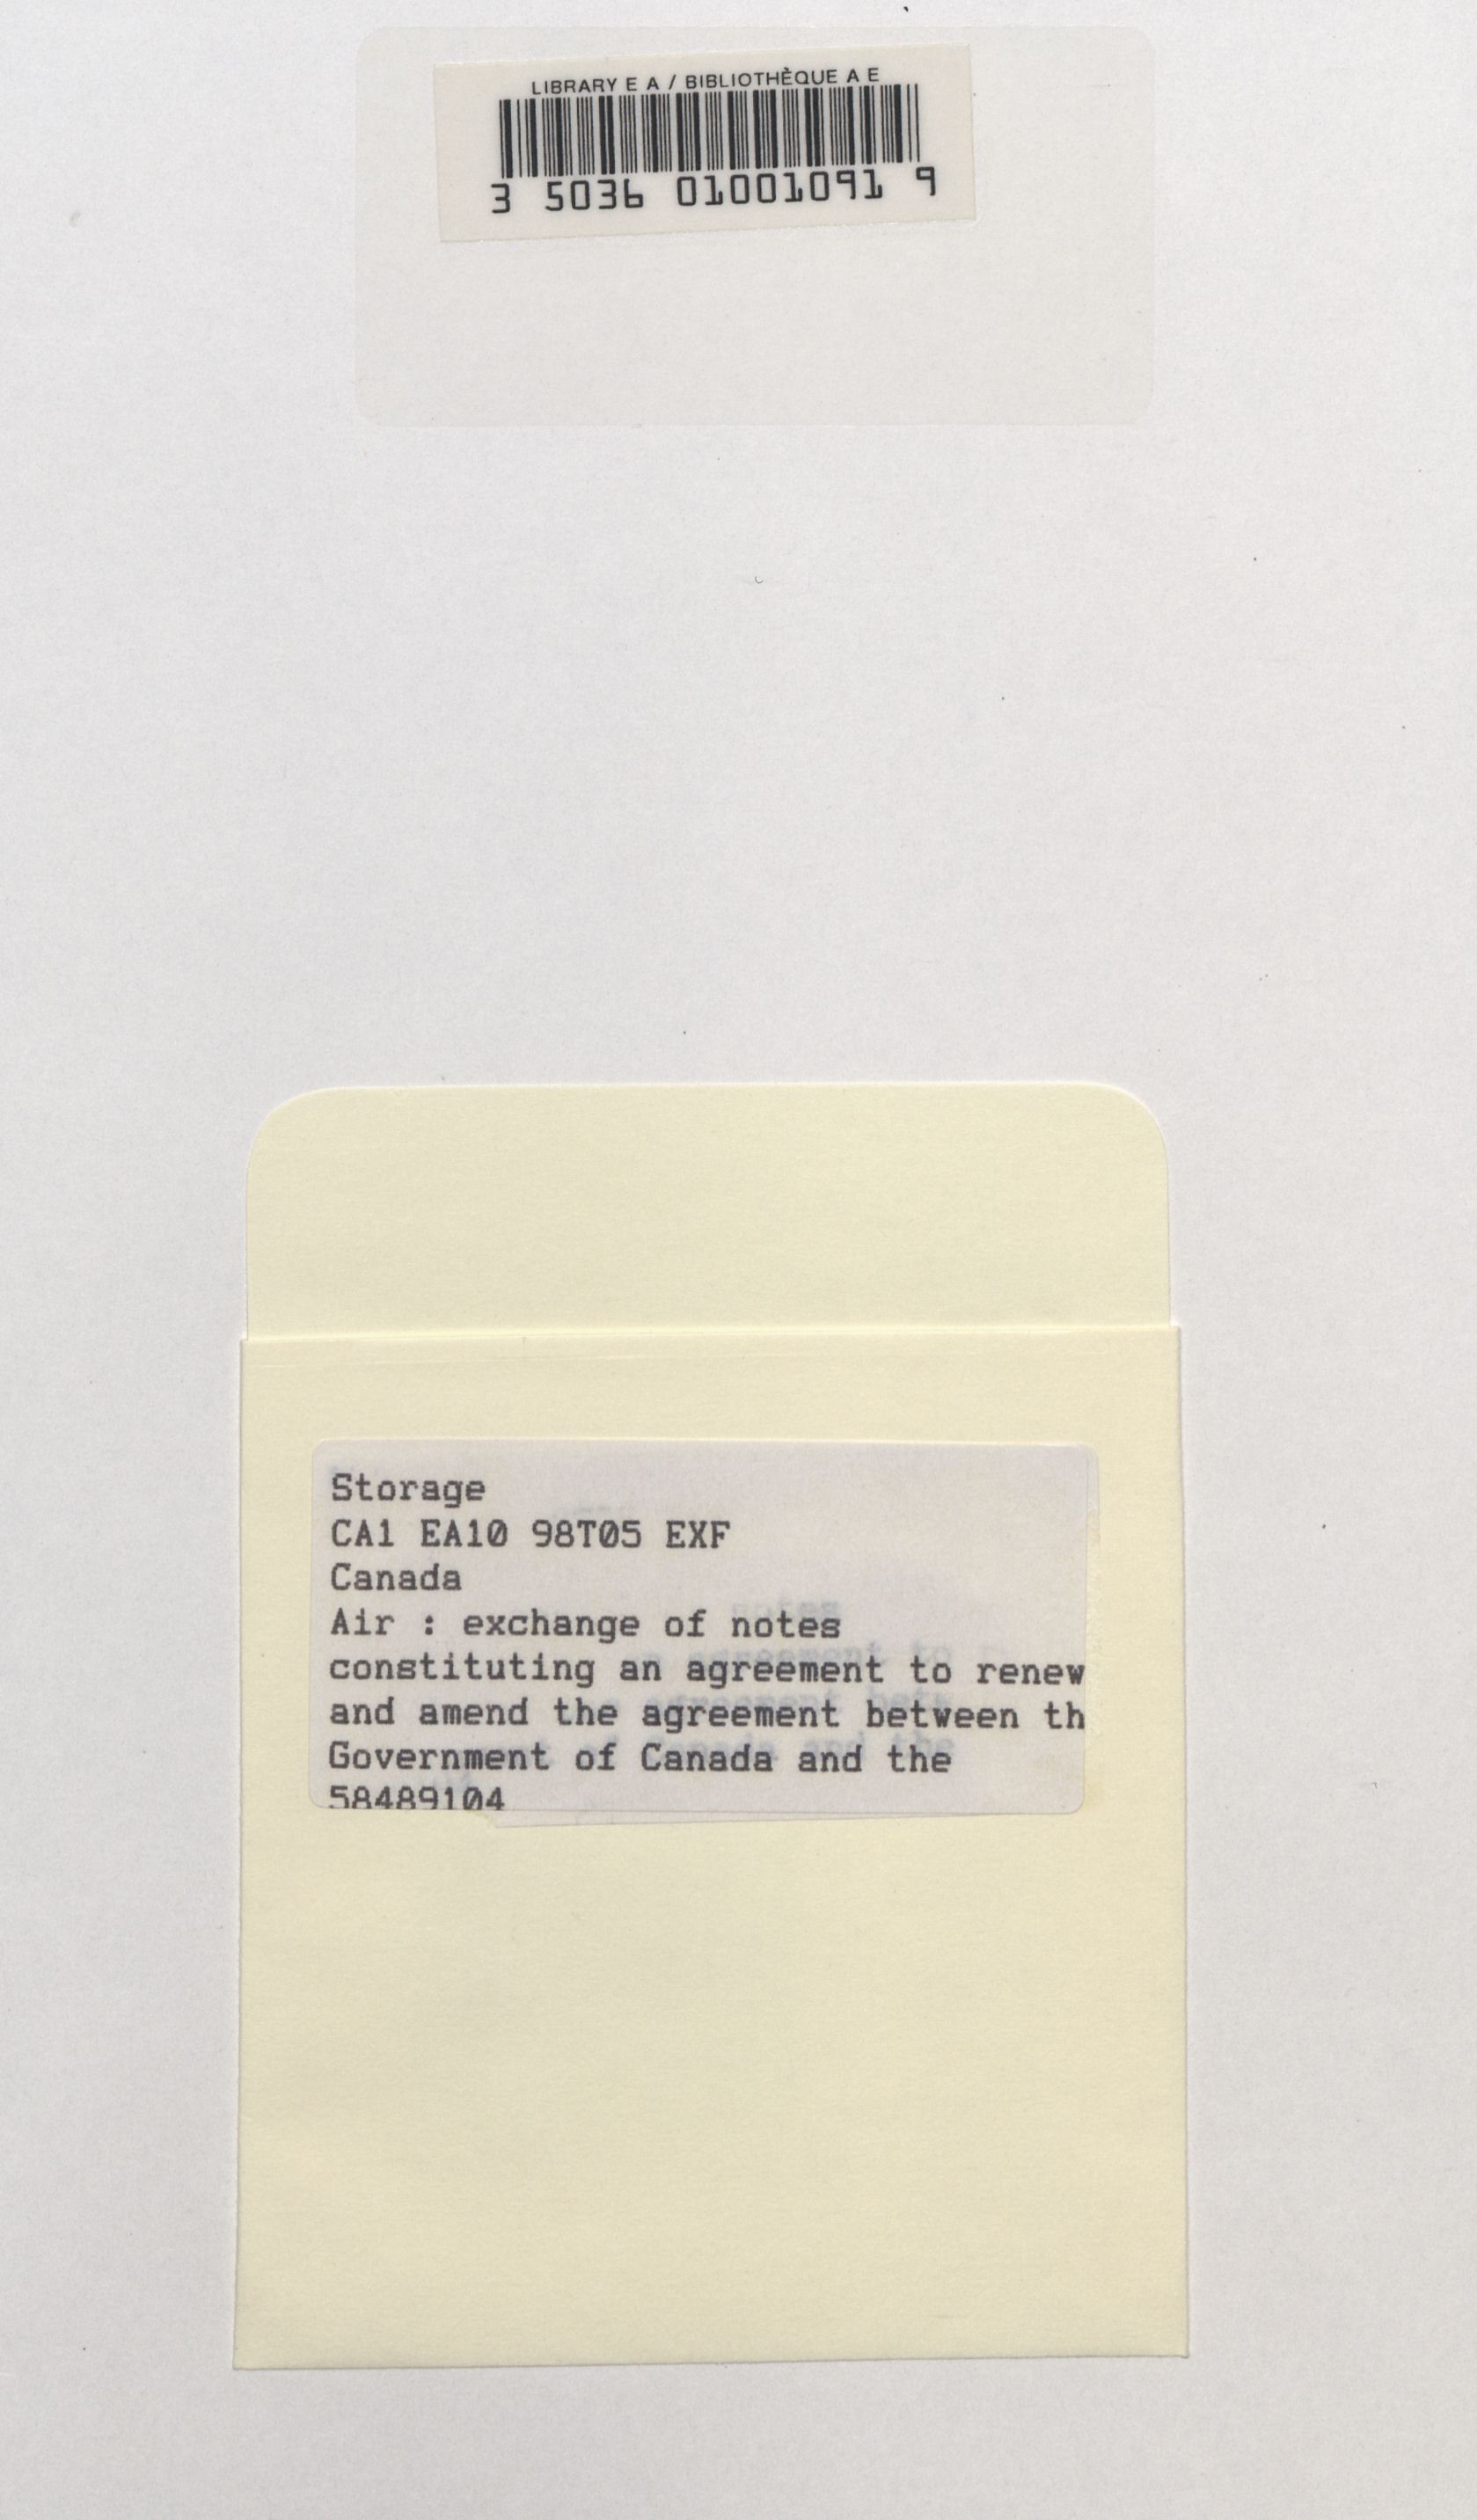 LIBRARY E A / BIBLIOTHÈQUE A E
3 5036 01001091 9
Storage
CA1 EA10 98T05 EXF
Canada
Air : exchange of notes
constituting an agreement to renew
and amend the agreement between th
Government of Canada and the
58489104